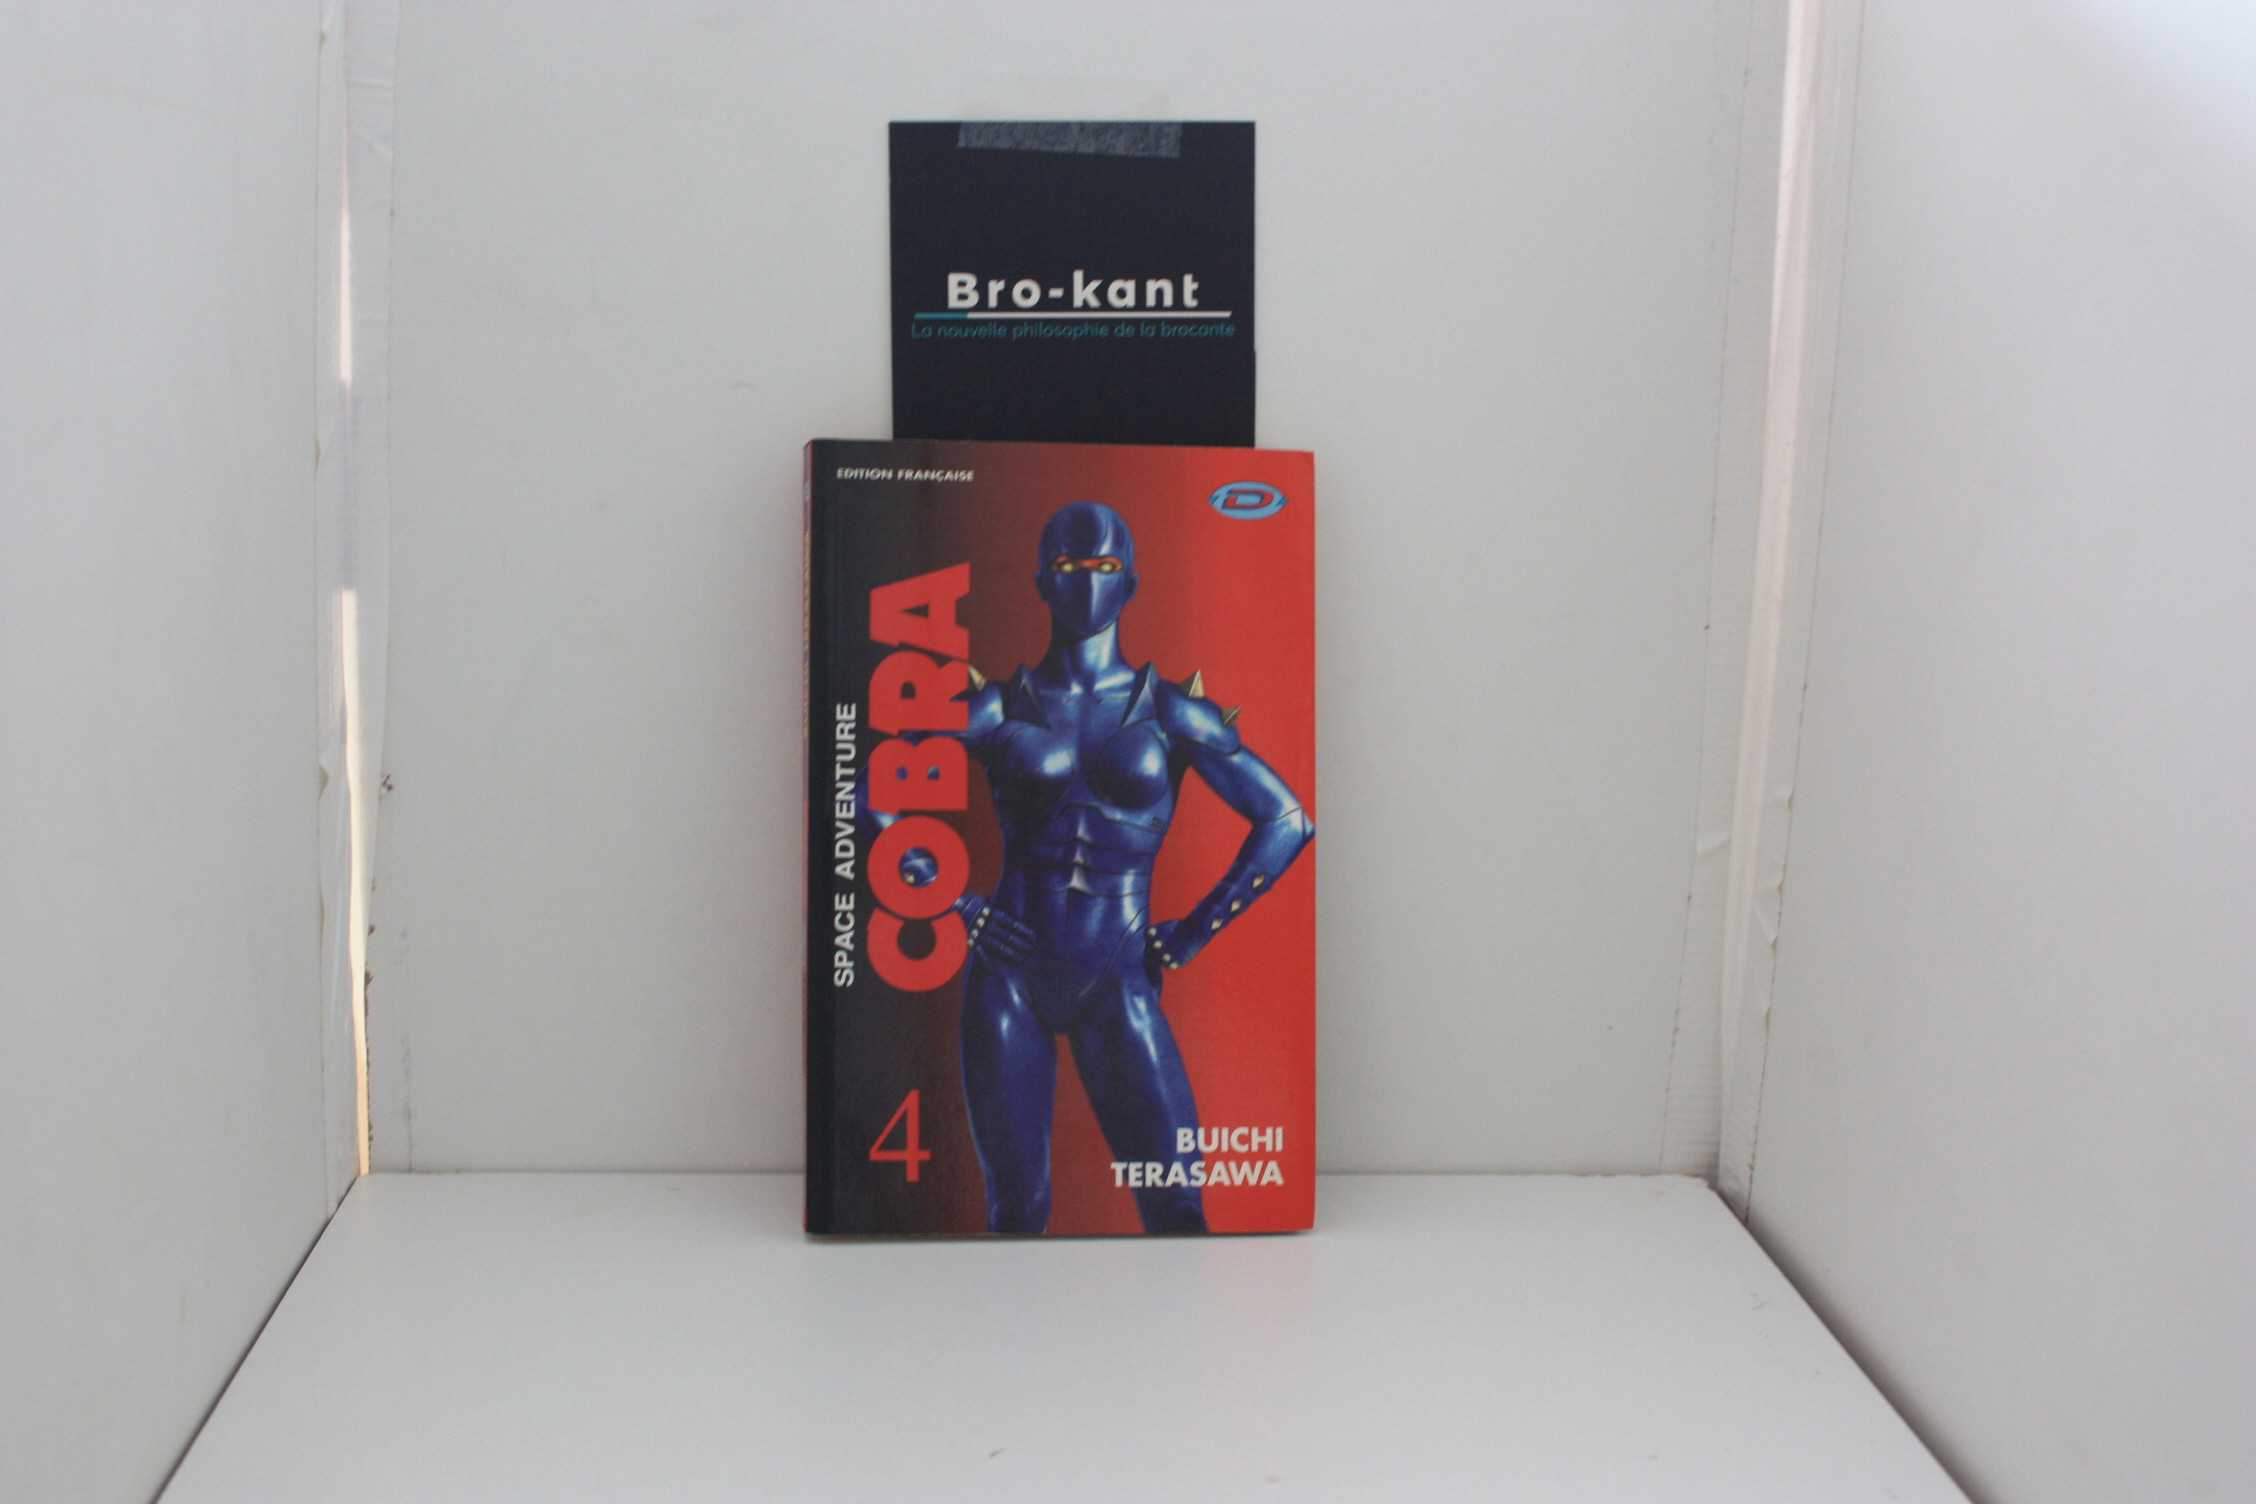 Bro-kant
La nouvelle philosophie de la brocante
EDITION FRANÇAISE
D
SPACE ADVENTURE
COBRA
4
BUICHI
TERASAWA